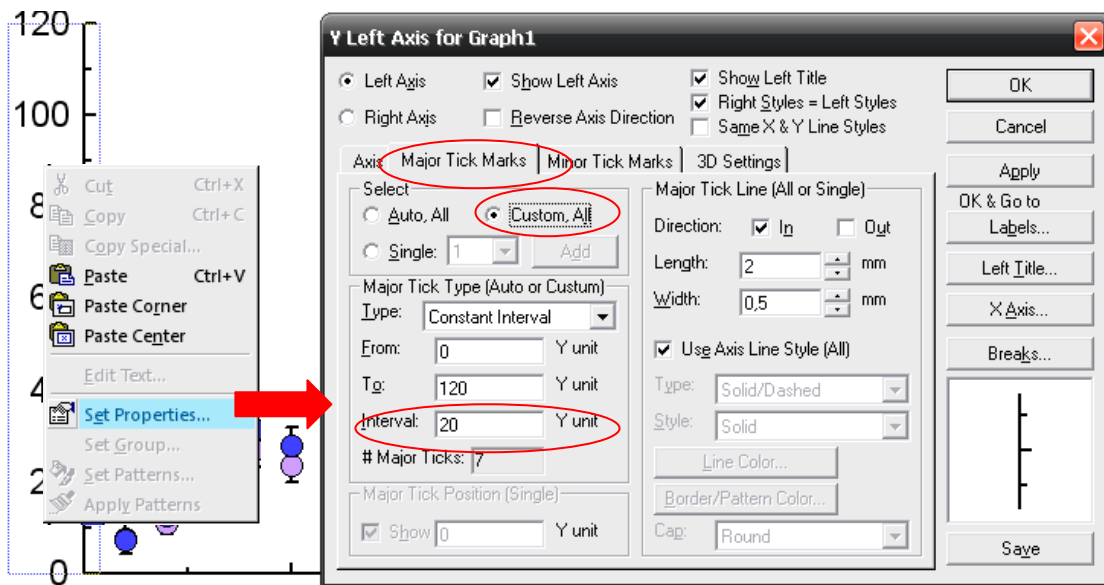 120
100
8
6
4
2
0
Cut Ctrl+X
Copy Ctrl+C
Copy Special...
Paste Ctrl+V
Paste Corner
Paste Center
Edit Text...
Set Properties...
Set Group...
Set Patterns...
Apply Patterns
Y Left Axis for Graph1
Left Axis
Show Left Axis
Show Left Title
Right Axis
Reverse Axis Direction
Right Styles = Left Styles
Same X & Y Line Styles
Axis
Major Tick Marks
Minor Tick Marks
3D Settings
Select
Auto, All
Custom, All
Single: 1 Add
Major Tick Type (Auto or Custum)
Type: Constant Interval
From: 0 Y unit
To: 120 Y unit
Interval: 20 Y unit
# Major Ticks: 7
Major Tick Position (Single)
Show 0 Y unit
Major Tick Line (All or Single)
Direction: In Out
Length: 2 mm
Width: 0,5 mm
Use Axis Line Style (All)
Type: Solid/Dashed
Style: Solid
Line Color...
Border/Pattern Color...
Cap: Round
OK
Cancel
Apply
OK & Go to
Labels...
Left Title...
X Axis...
Breaks...
Save